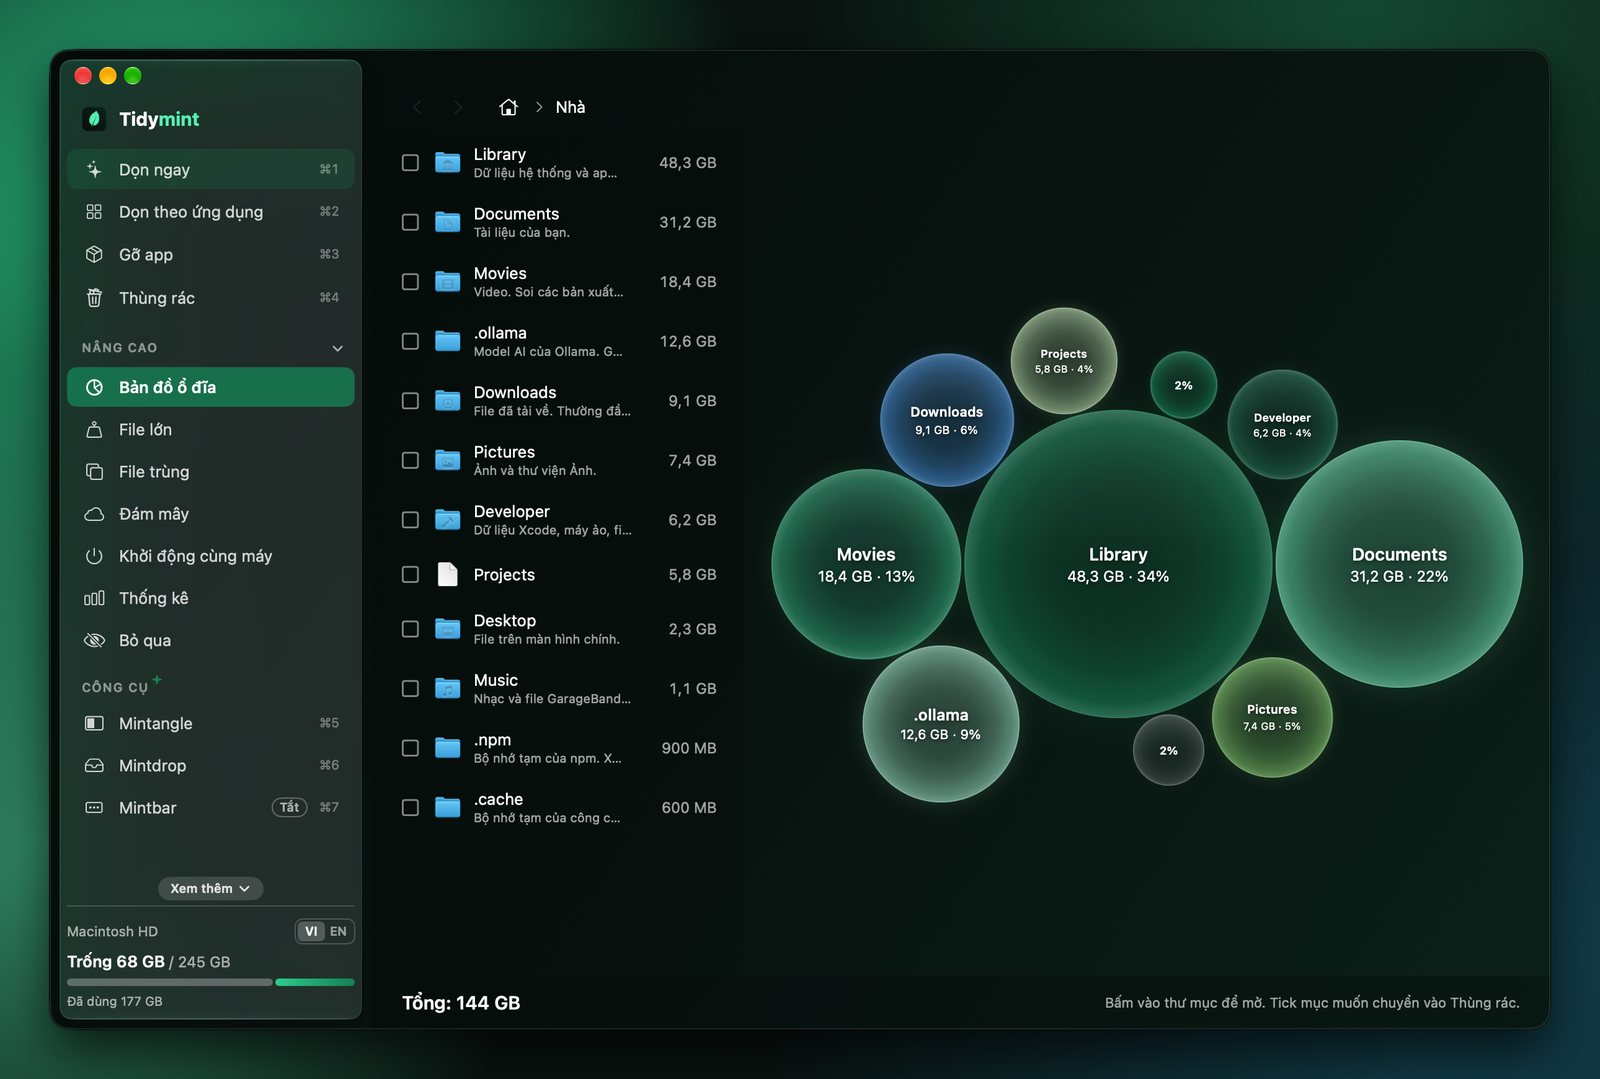 Tidymint
Dọn ngay ⌘1
Dọn theo ứng dụng ⌘2
Gỡ app ⌘3
Thùng rác ⌘4
NÂNG CAO
Bản đồ ổ đĩa
File lớn
File trùng
Đám mây
Khởi động cùng máy
Thống kê
Bỏ qua
CÔNG CỤ
Mintangle ⌘5
Mintdrop ⌘6
Mintbar Tắt ⌘7
Xem thêm
Macintosh HD VI EN
Trống 68 GB / 245 GB
Đã dùng 177 GB
Nhà
Library 48,3 GB
Dữ liệu hệ thống và ap...
Documents 31,2 GB
Tài liệu của bạn.
Movies 18,4 GB
Video. Soi các bản xuất...
.ollama 12,6 GB
Model AI của Ollama. G...
Downloads 9,1 GB
File đã tải về. Thường đầ...
Pictures 7,4 GB
Ảnh và thư viện Ảnh.
Developer 6,2 GB
Dữ liệu Xcode, máy ảo, fi...
Projects 5,8 GB
Desktop 2,3 GB
File trên màn hình chính.
Music 1,1 GB
Nhạc và file GarageBand...
.npm 900 MB
Bộ nhớ tạm của npm. X...
.cache 600 MB
Bộ nhớ tạm của công c...
Projects
5,8 GB · 4%
2%
Downloads
9,1 GB · 6%
Developer
6,2 GB · 4%
Movies
18,4 GB · 13%
Library
48,3 GB · 34%
Documents
31,2 GB · 22%
.ollama
12,6 GB · 9%
Pictures
7,4 GB · 5%
2%
Tổng: 144 GB
Bấm vào thư mục để mở. Tick mục muốn chuyển vào Thùng rác.